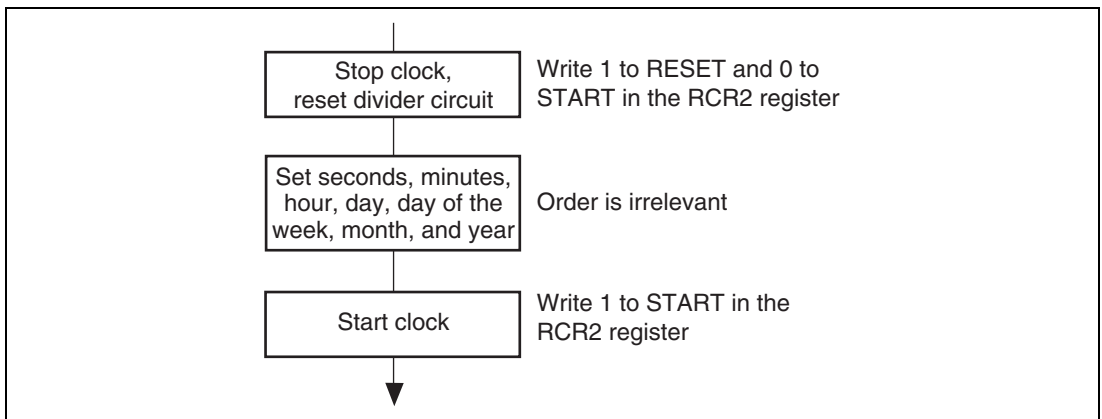 Stop clock,
reset divider circuit
Write 1 to RESET and 0 to
START in the RCR2 register
Set seconds, minutes,
hour, day, day of the
week, month, and year
Order is irrelevant
Start clock
Write 1 to START in the
RCR2 register